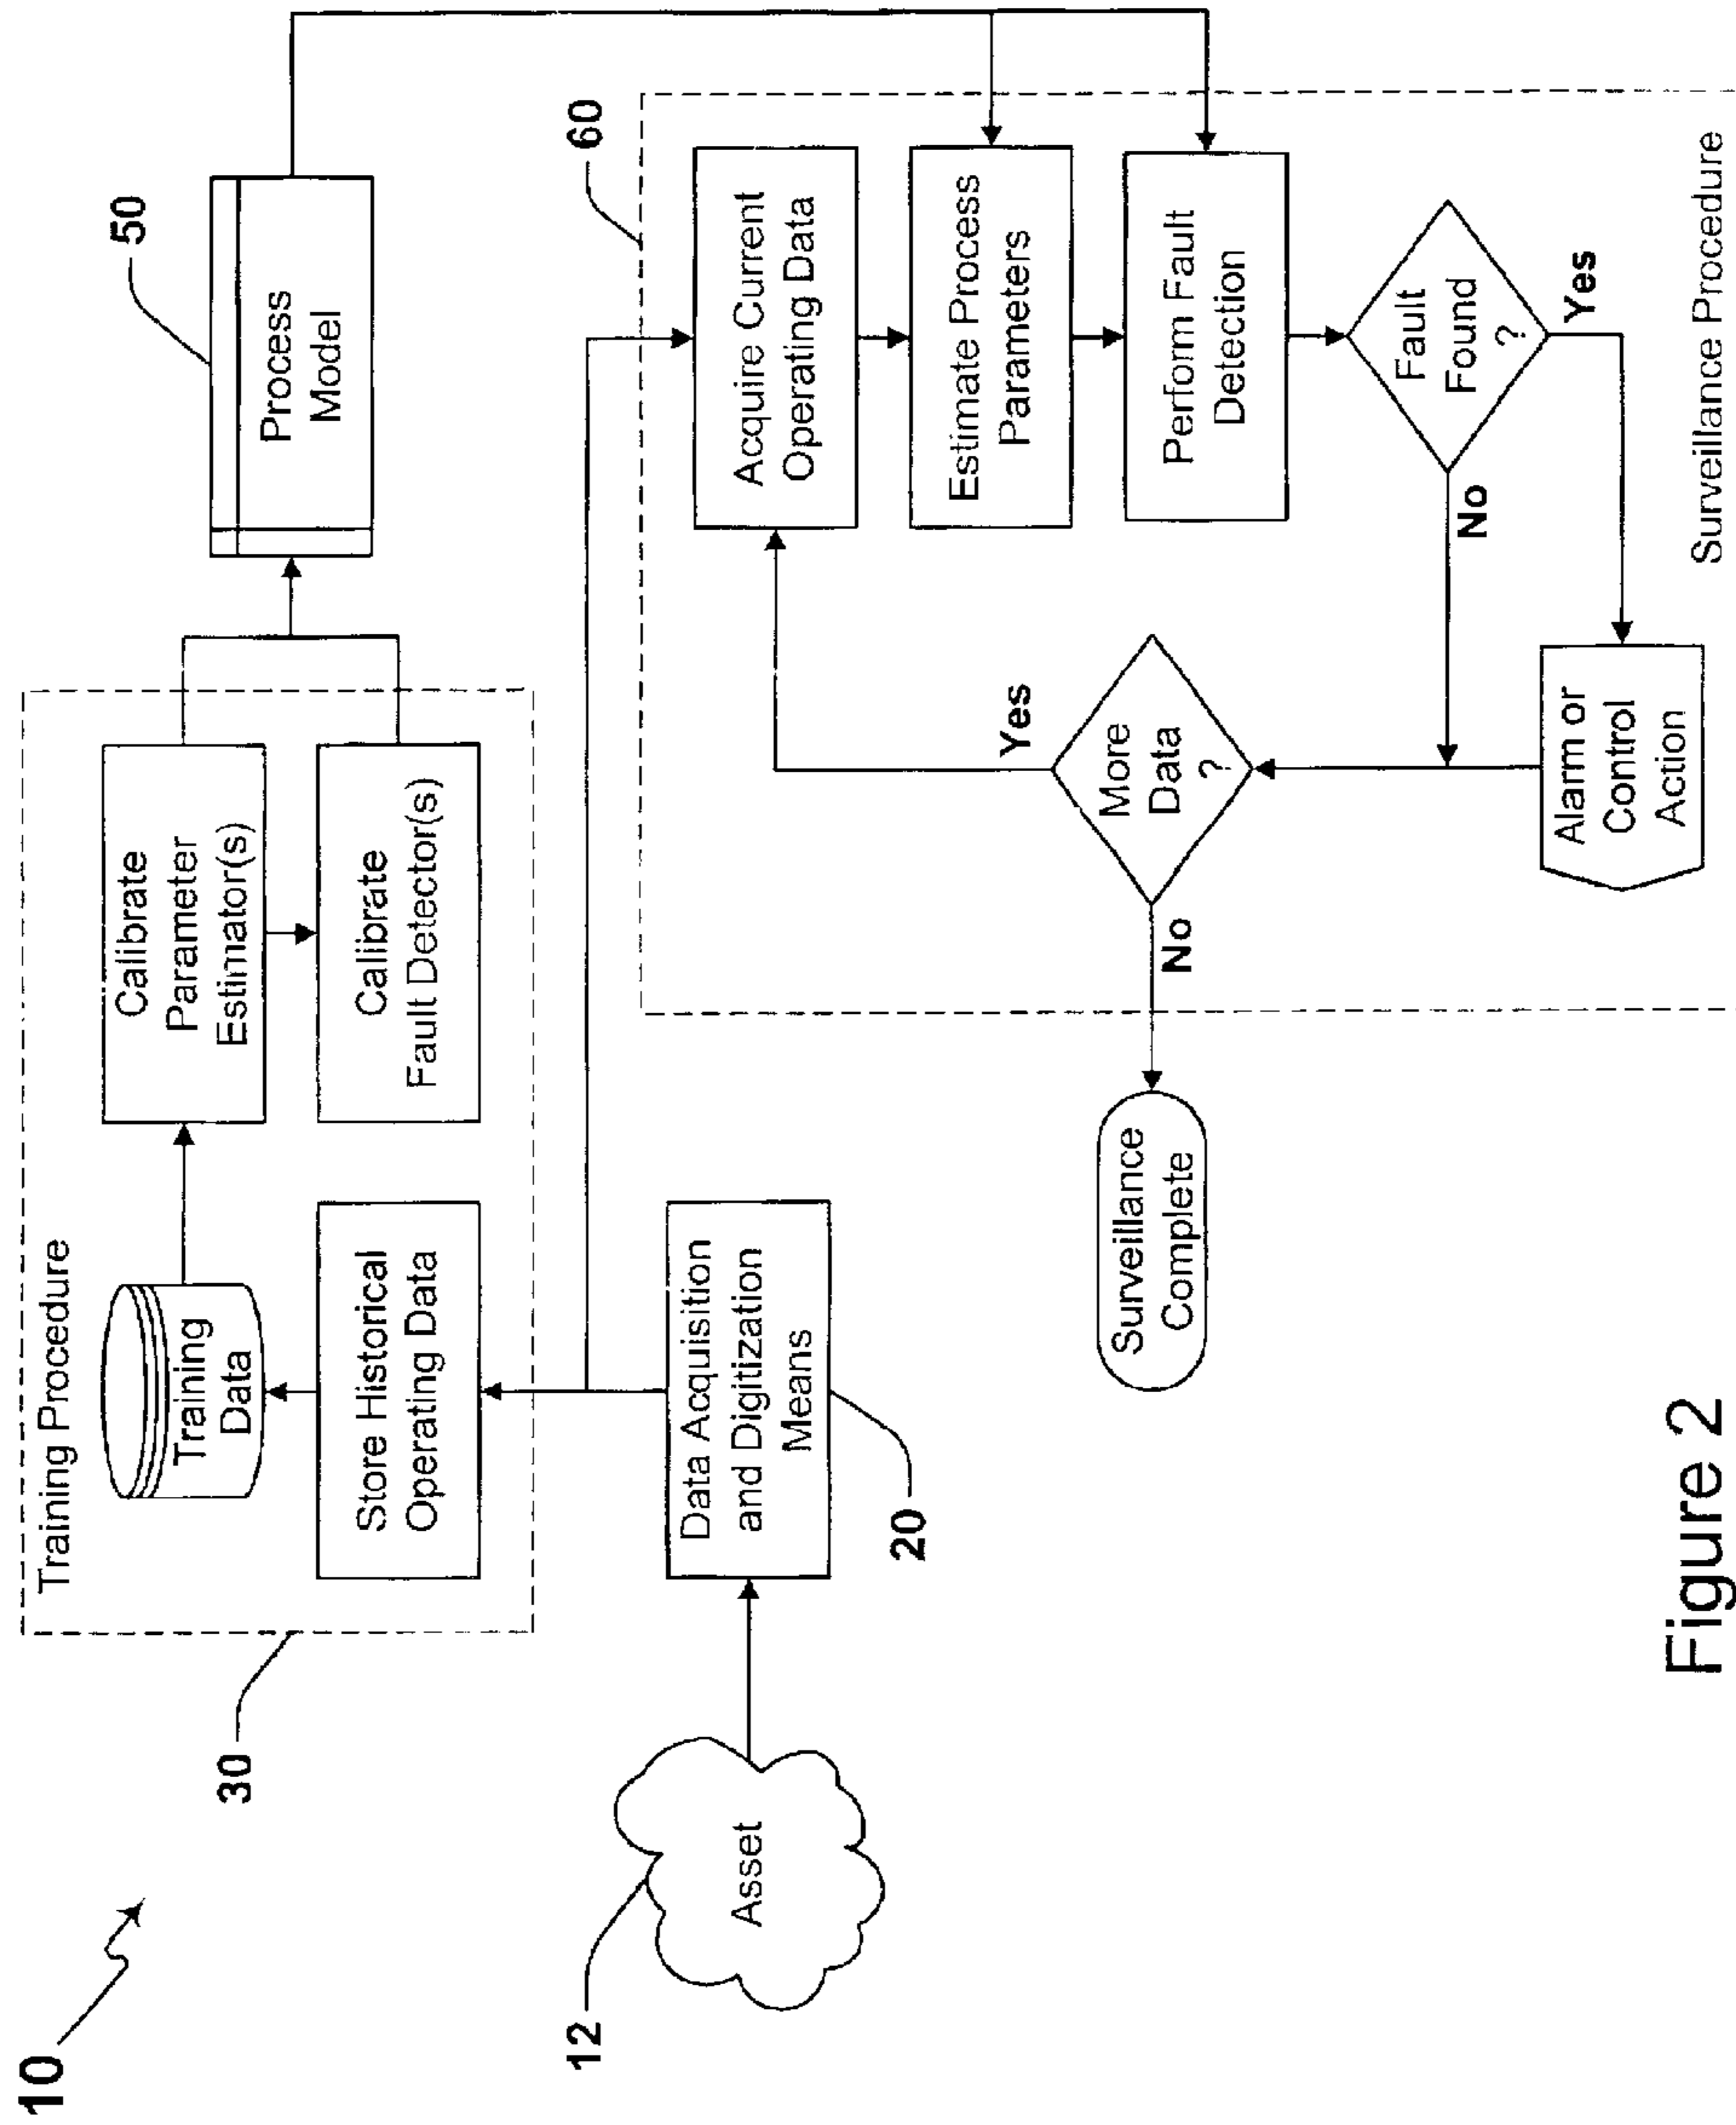 10
Training Procedure
30
Training
Data
Store Historical
Operating Data
Calibrate
Parameter
Estimator(s)
Calibrate
Fault Detector(s)
50
Process
Model
12
Asset
Data Acquisition
and Digitization
Means
20
60
Acquire Current
Operating Data
Estimate Process
Parameters
Perform Fault
Detection
Fault
Found
?
Yes
No
Alarm or
Control
Action
More
Data
?
Yes
No
Surveillance
Complete
Surveillance Procedure
Figure 2